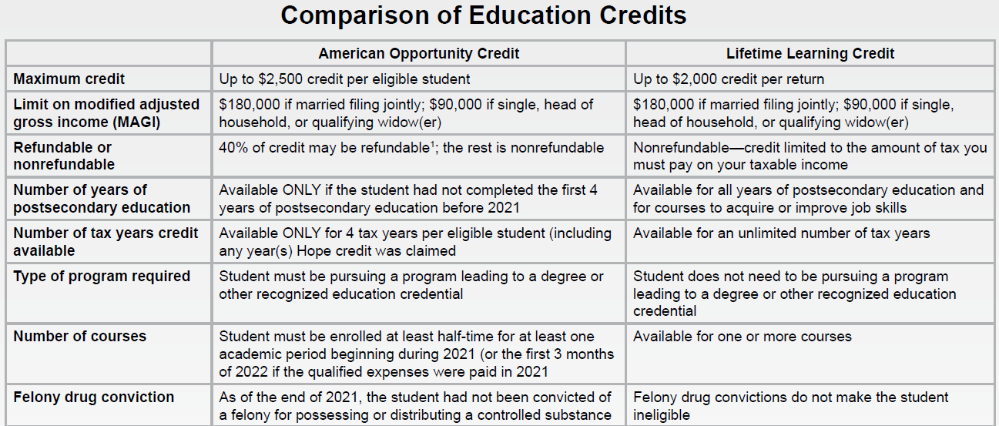 Comparison of Education Credits
American Opportunity Credit
Lifetime Learning Credit
Maximum credit
Up to $2,500 credit per eligible student
Up to $2,000 credit per return
Limit on modified adjusted
gross income (MAGI)
$180,000 if married filing jointly; $90,000 if single, head of
household, or qualifying widow(er)
$180,000 if married filing jointly; $90,000 if single,
head of household, or qualifying widow(er)
Refundable or
nonrefundable
40% of credit may be refundable¹; the rest is nonrefundable
Nonrefundable—credit limited to the amount of tax you
must pay on your taxable income
Number of years of
postsecondary education
Available ONLY if the student had not completed the first 4
years of postsecondary education before 2021
Available for all years of postsecondary education and
for courses to acquire or improve job skills
Number of tax years credit
available
Available ONLY for 4 tax years per eligible student (including
any year(s) Hope credit was claimed
Available for an unlimited number of tax years
Type of program required
Student must be pursuing a program leading to a degree or
other recognized education credential
Student does not need to be pursuing a program
leading to a degree or other recognized education
credential
Number of courses
Student must be enrolled at least half-time for at least one
academic period beginning during 2021 (or the first 3 months
of 2022 if the qualified expenses were paid in 2021
Available for one or more courses
Felony drug conviction
As of the end of 2021, the student had not been convicted of
a felony for possessing or distributing a controlled substance
Felony drug convictions do not make the student
ineligible